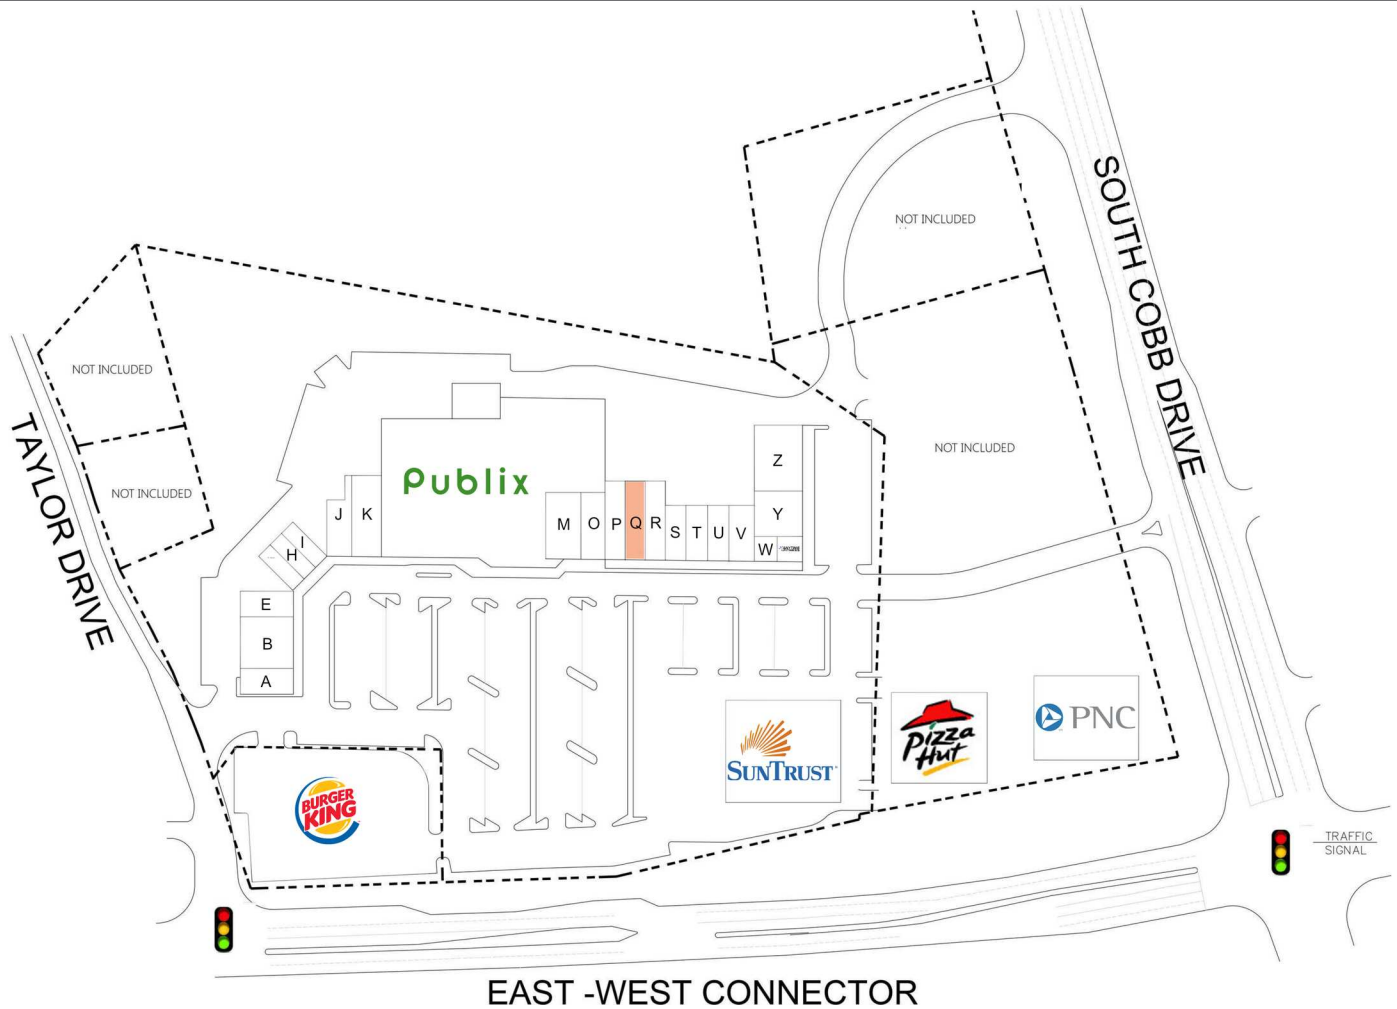 SOUTH COBB DRIVE
NOT INCLUDED
NOT INCLUDED
NOT INCLUDED
NOT INCLUDED
TAYLOR DRIVE
Publix
Z
J
K
M
O
P
Q
R
S
T
U
V
Y
W
I
H
E
B
A
SUNTRUST
Pizza
Hut
PNC
BURGER
KING
TRAFFIC
SIGNAL
EAST -WEST CONNECTOR